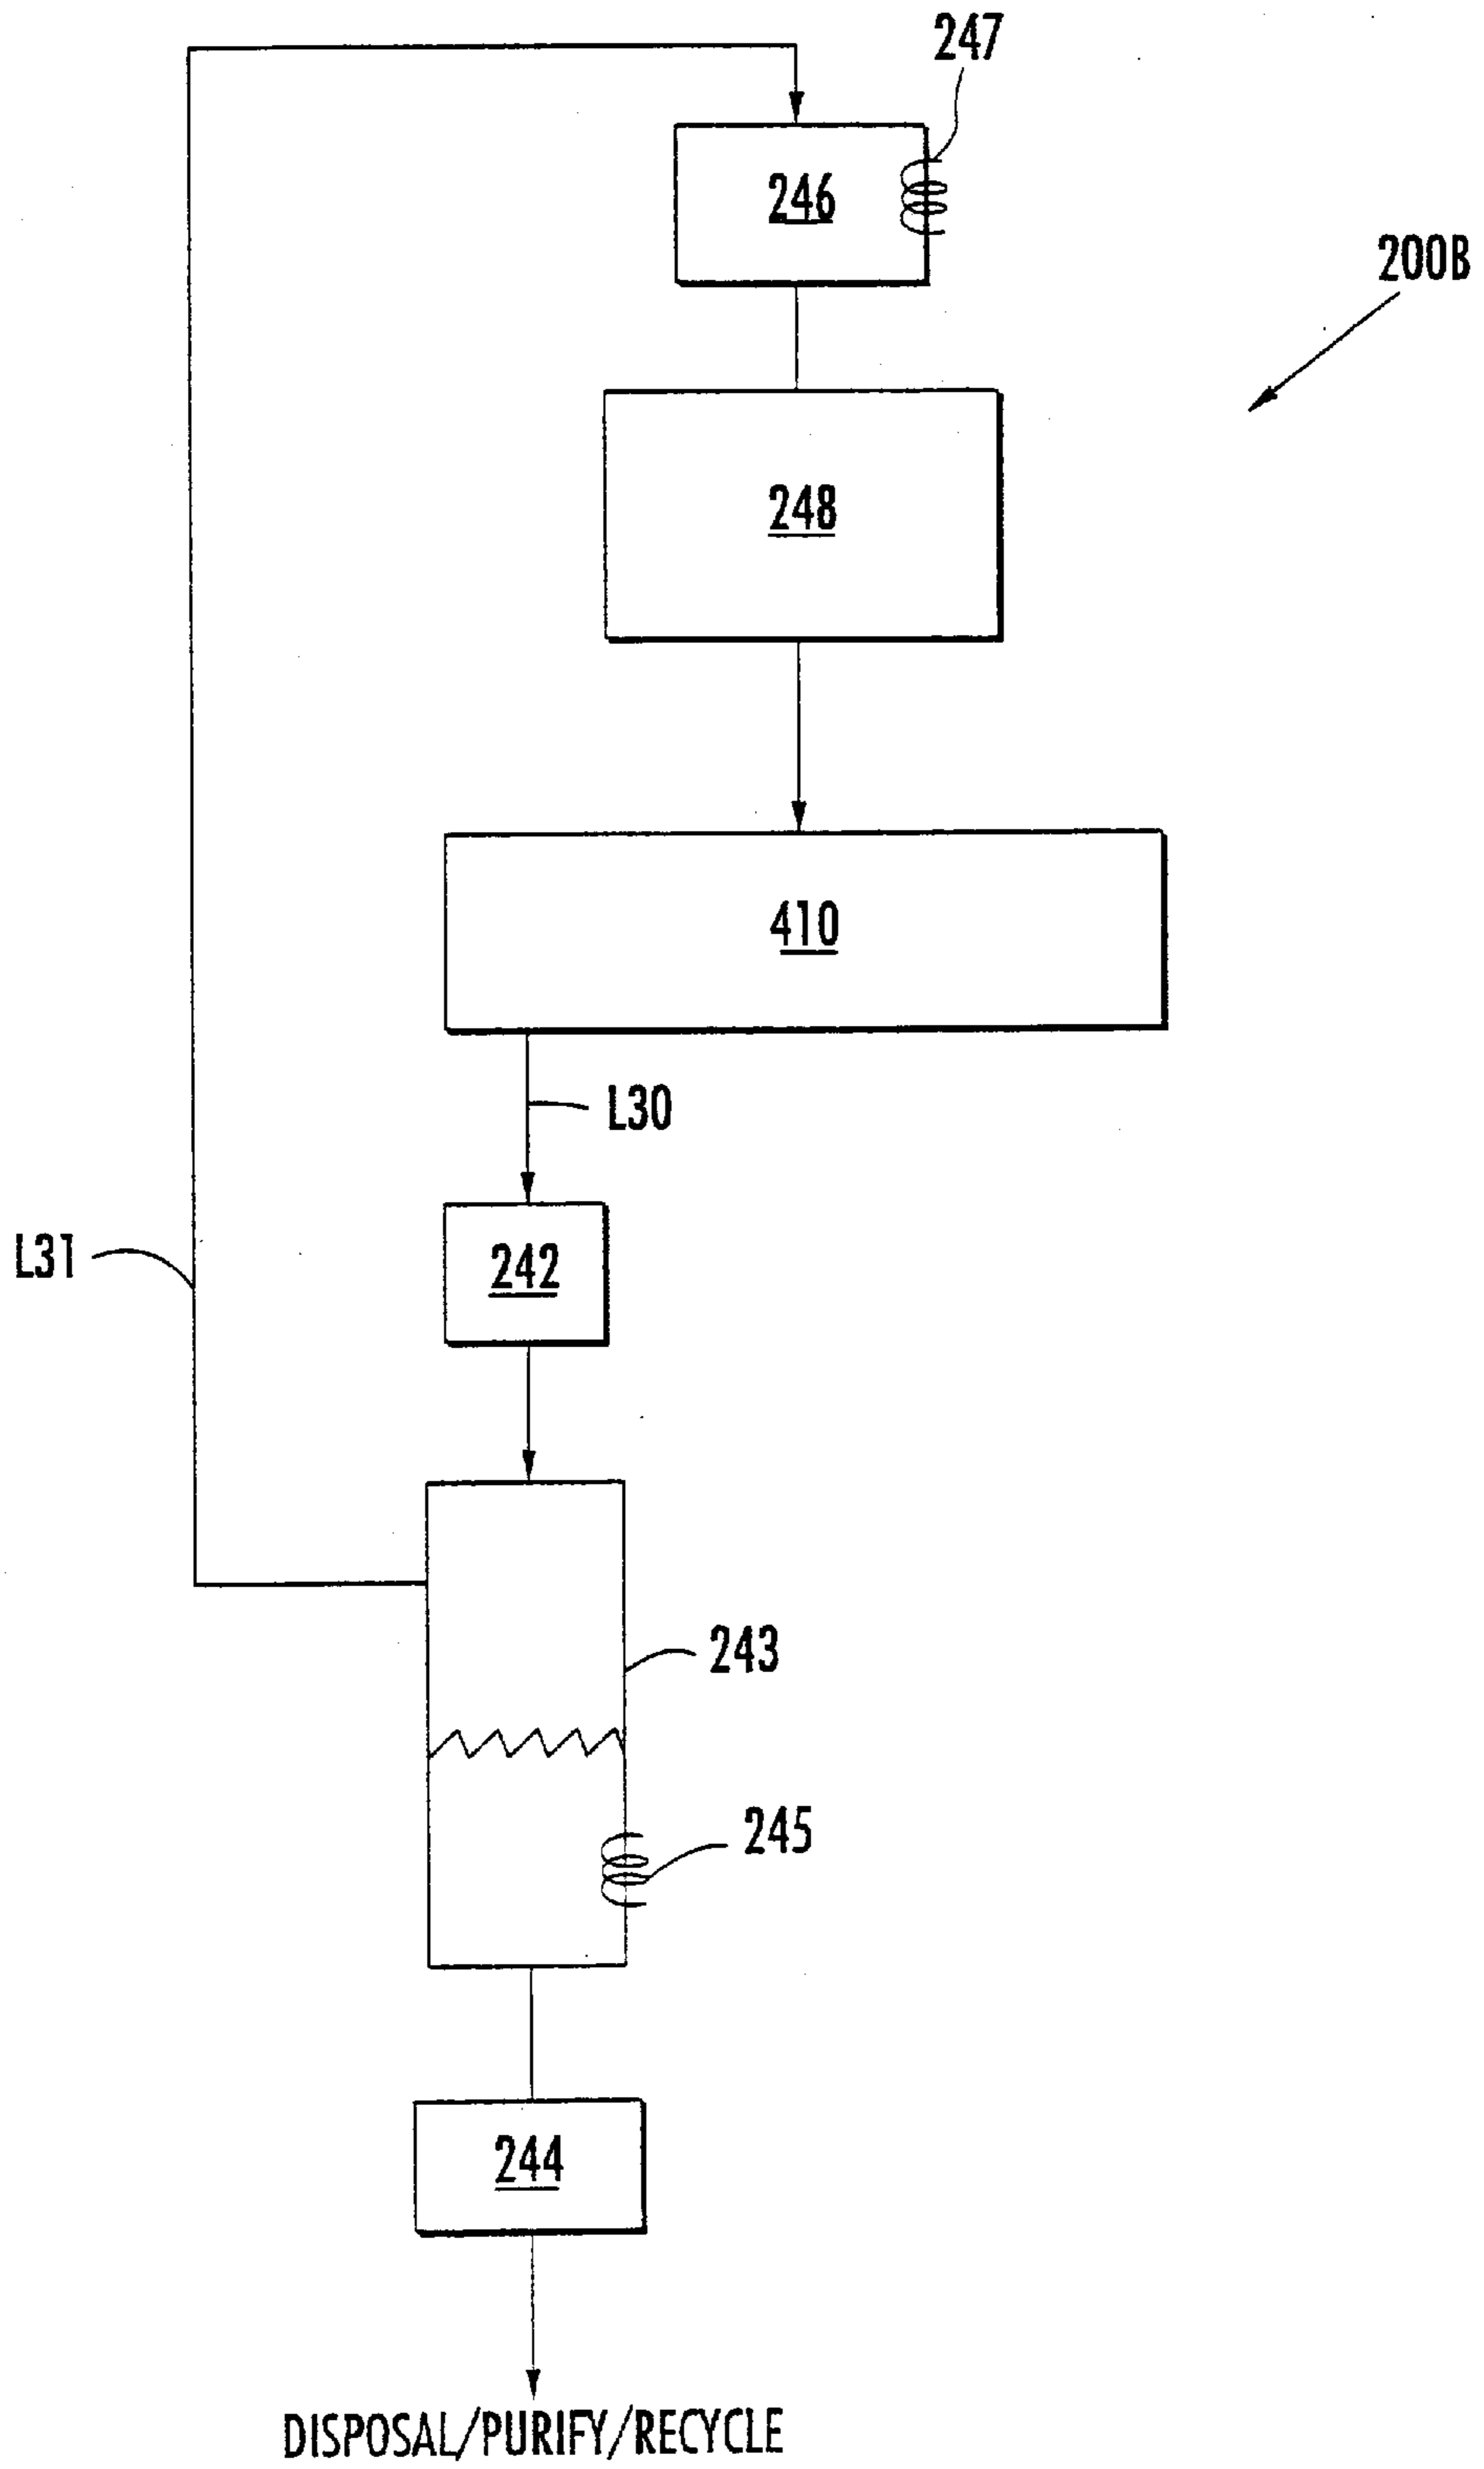 247
246
200B
248
410
L30
242
L31
243
245
244
DISPOSAL/PURIFY/RECYCLE